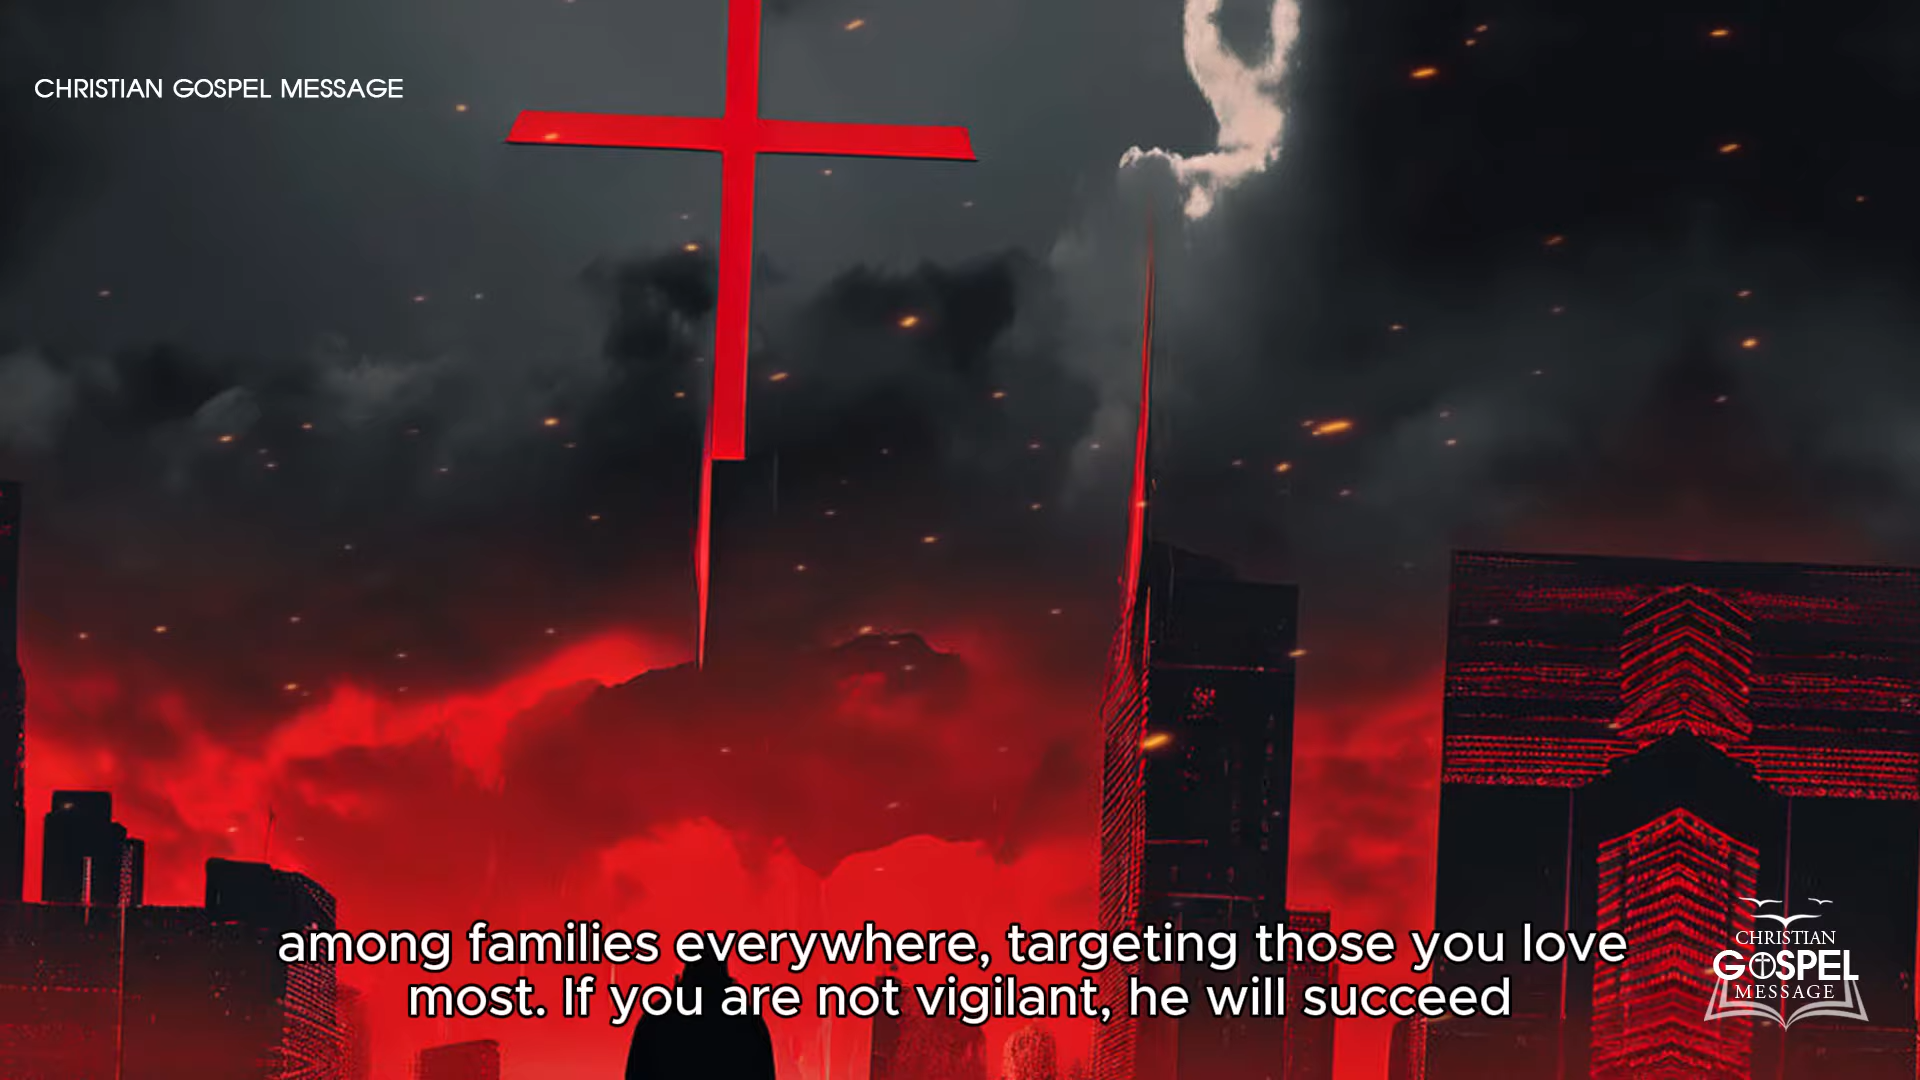 CHRISTIAN GOSPEL MESSAGE
among families everywhere, targeting those you love
most. If you are not vigilant, he will succeed
CHRISTIAN
GOSPEL
MESSAGE